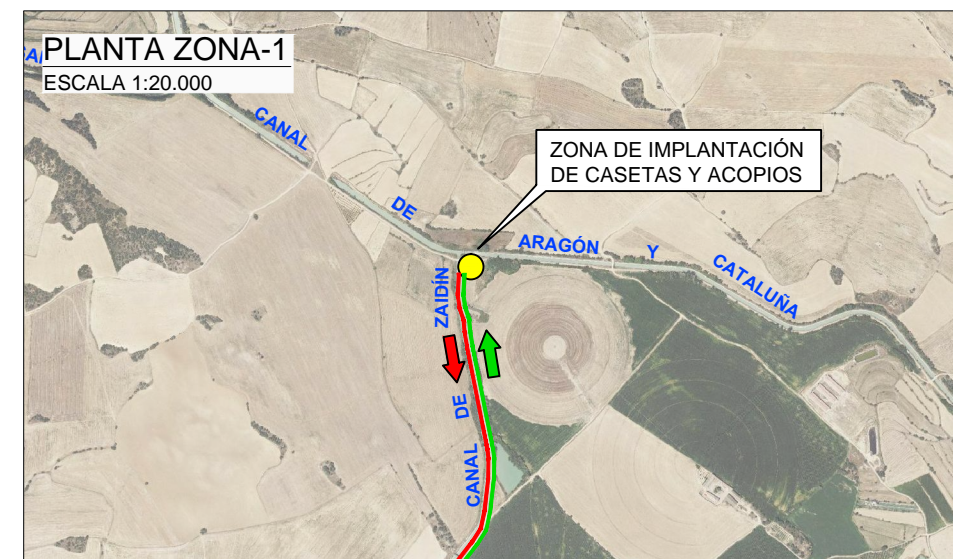 PLANTA ZONA-1
ESCALA 1:20.000
CANAL DE ARAGÓN Y CATALUÑA
ZONA DE IMPLANTACIÓN
DE CASETAS Y ACOPIOS
CANAL DE ZAIDÍN